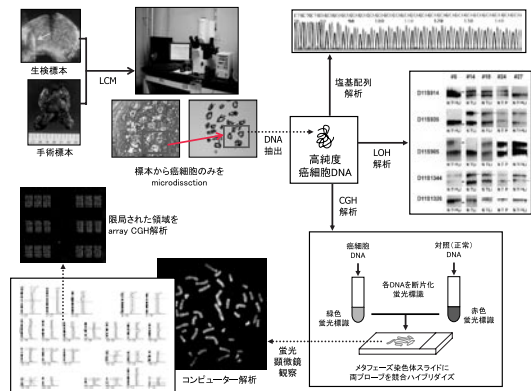 生検標本
手術標本
LCM
標本から癌細胞のみを
microdissction
DNA
抽出
高純度
癌細胞DNA
塩基配列
解析
LOH
解析
#6 #14 #18 #24 #27
D11S914
D11S935
D11S905
D11S1344
D11S1326
CGH
解析
癌細胞
DNA
対照(正常)
DNA
各DNAを断片化
蛍光標識
緑色
蛍光標識
赤色
蛍光標識
メタフェーズ染色体スライドに
両プローブを競合ハイブリダイズ
蛍光
顕微鏡
観察
コンピューター解析
限局された領域を
array CGH解析